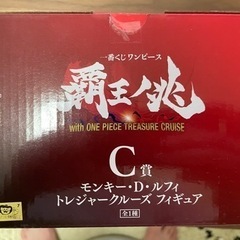 一番くじワンピース
覇王ノ兆
with ONE PIECE TREASURE CRUISE
C賞
モンキー・D・ルフィ
トレジャークルーズ フィギュア
全1種